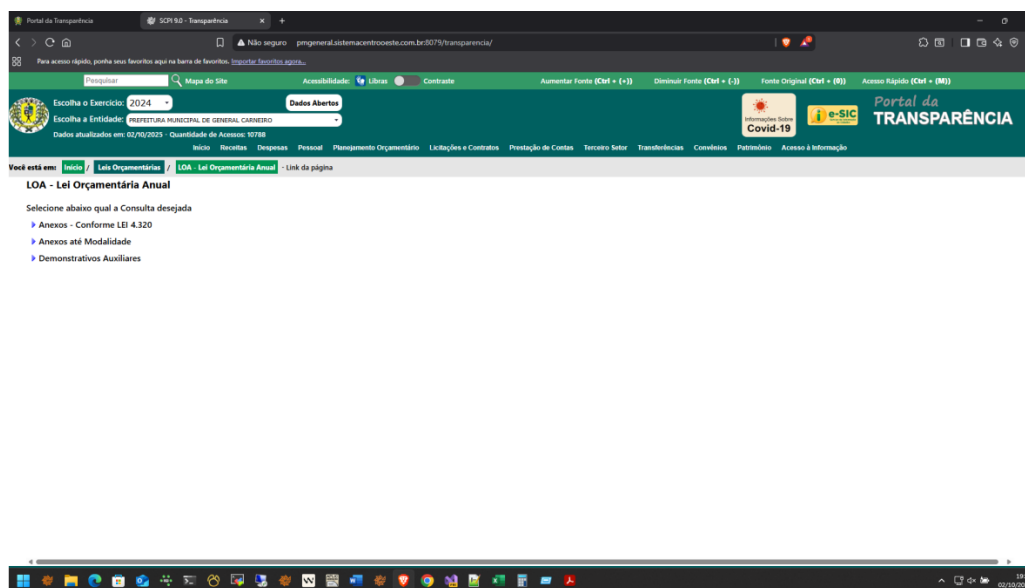 Portal da Transparência
SCPI 9.0 - Transparência
Não seguro pmgeneral.sistemacentrooeste.com.br:8079/transparencia/
Para acesso rápido, ponha seus favoritos aqui na barra de favoritos. Importar favoritos agora...
Pesquisar Mapa do Site Acessibilidade: Libras Contraste Aumentar Fonte (Ctrl + (+)) Diminuir Fonte (Ctrl + (-)) Fonte Original (Ctrl + (0)) Acesso Rápido (Ctrl + (M))
Escolha o Exercício: 2024 Dados Abertos
Escolha a Entidade: PREFEITURA MUNICIPAL DE GENERAL CARNEIRO
Dados atualizados em: 02/10/2025 - Quantidade de Acessos: 10788
Informações Sobre
Covid-19
e-SIC
Portal da
TRANSPARÊNCIA
Início Receitas Despesas Pessoal Planejamento Orçamentário Licitações e Contratos Prestação de Contas Terceiro Setor Transferências Convênios Patrimônio Acesso à Informação
Você está em: Início / Leis Orçamentárias / LOA - Lei Orçamentária Anual - Link da página
LOA - Lei Orçamentária Anual
Selecione abaixo qual a Consulta desejada
Anexos - Conforme LEI 4.320
Anexos até Modalidade
Demonstrativos Auxiliares